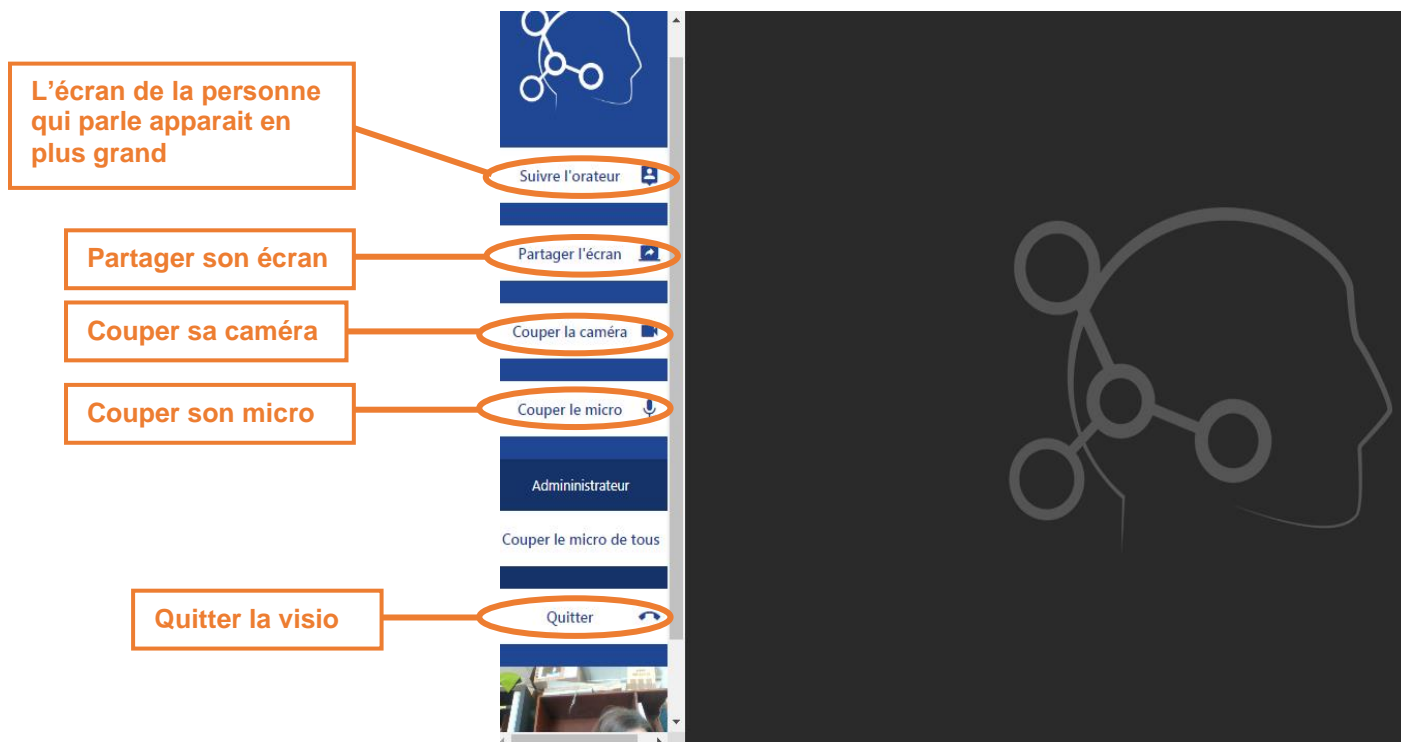 L'écran de la personne
qui parle apparait en
plus grand
Suivre l'orateur
Partager son écran
Partager l'écran
Couper sa caméra
Couper la caméra
Couper son micro
Couper le micro
Admininistrateur
Couper le micro de tous
Quitter la visio
Quitter